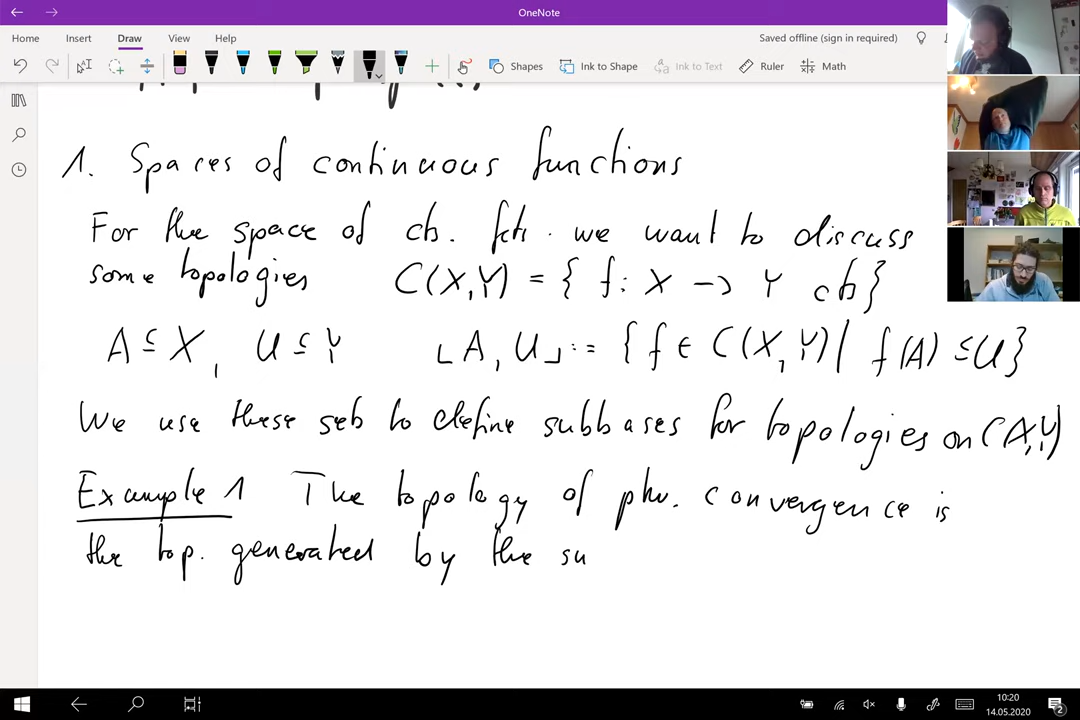 OneNote
Home Insert Draw View Help
Saved offline (sign in required)
Shapes Ink to Shape Ink to Text Ruler Math
1. Spaces of continuous functions
For the space of cts. fcts. we want to discuss
some topologies C(X,Y) = { f: X → Y cts }
A ⊆ X, U ⊆ Y ⌊A, U⌋ := { f ∈ C(X,Y) | f(A) ⊆ U }
We use these sets to define subbases for topologies on C(X,Y)
Example 1 The topology of ptw. convergence is
the top. generated by the su
10:20
14.05.2020
2